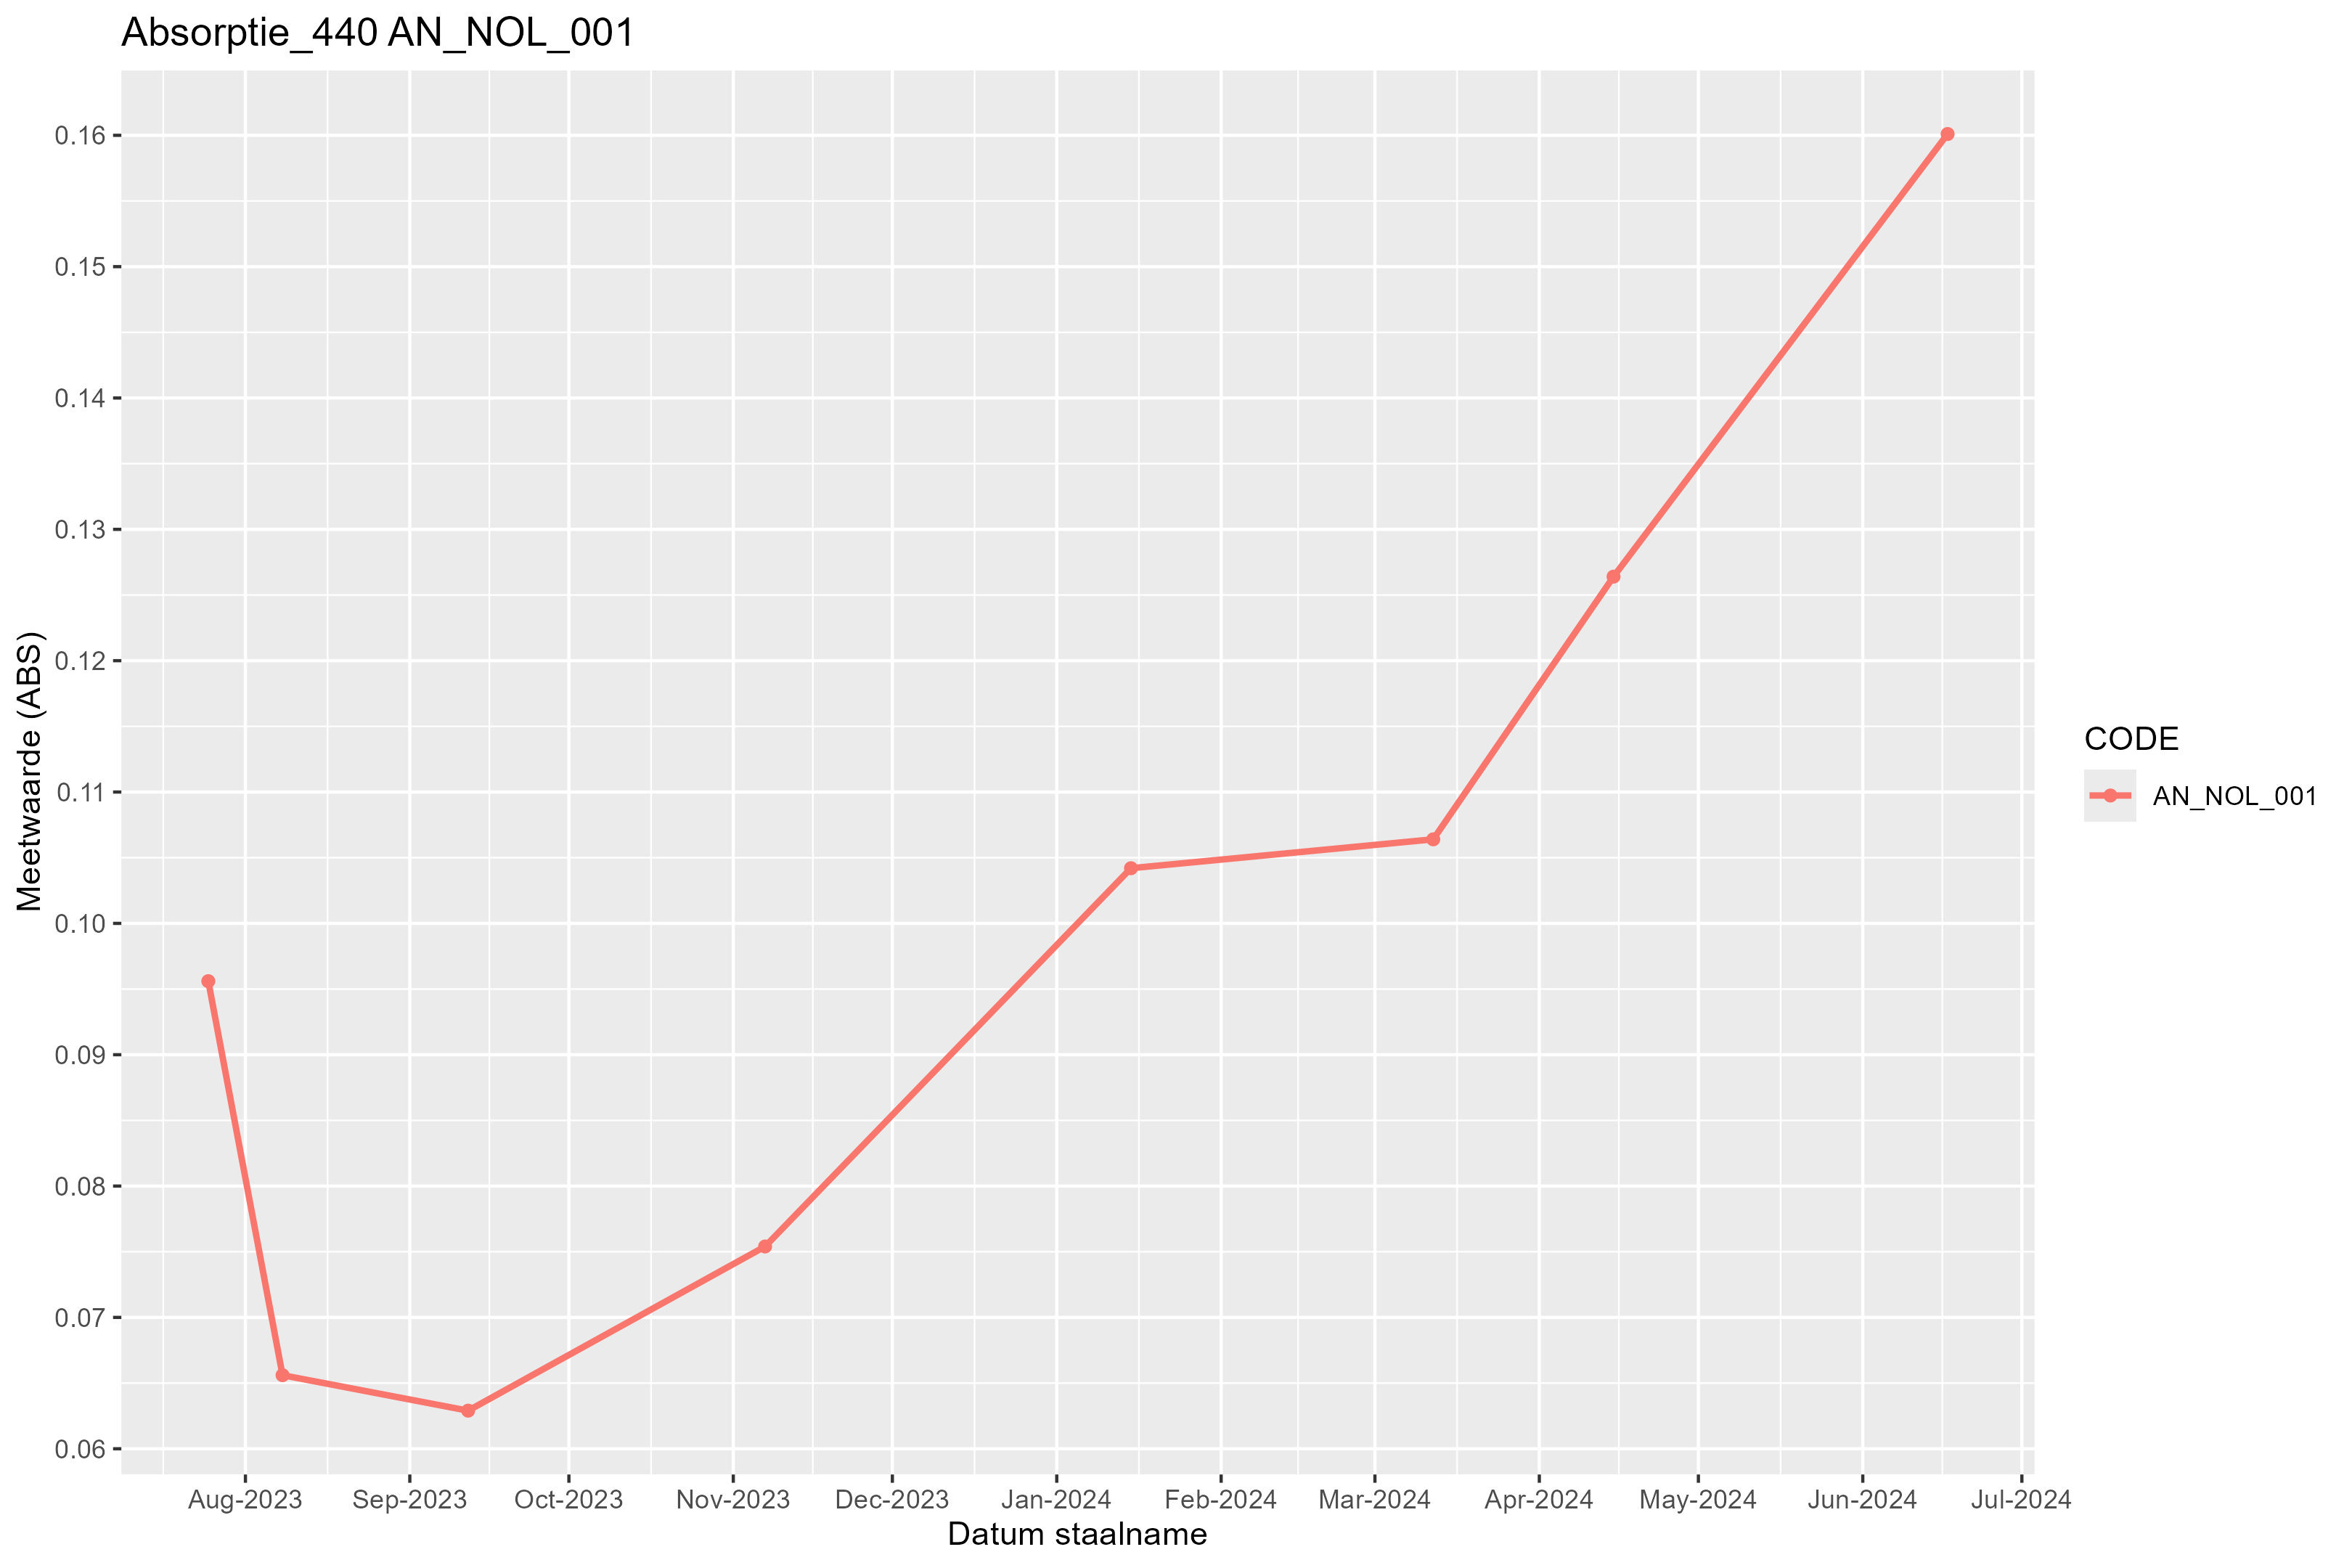 Absorptie_440 AN_NOL_001
Meetwaarde (ABS)
0.16
0.15
0.14
0.13
0.12
0.11
0.10
0.09
0.08
0.07
0.06
Aug-2023 Sep-2023 Oct-2023 Nov-2023 Dec-2023 Jan-2024 Feb-2024 Mar-2024 Apr-2024 May-2024 Jun-2024 Jul-2024
Datum staalname
CODE
AN_NOL_001